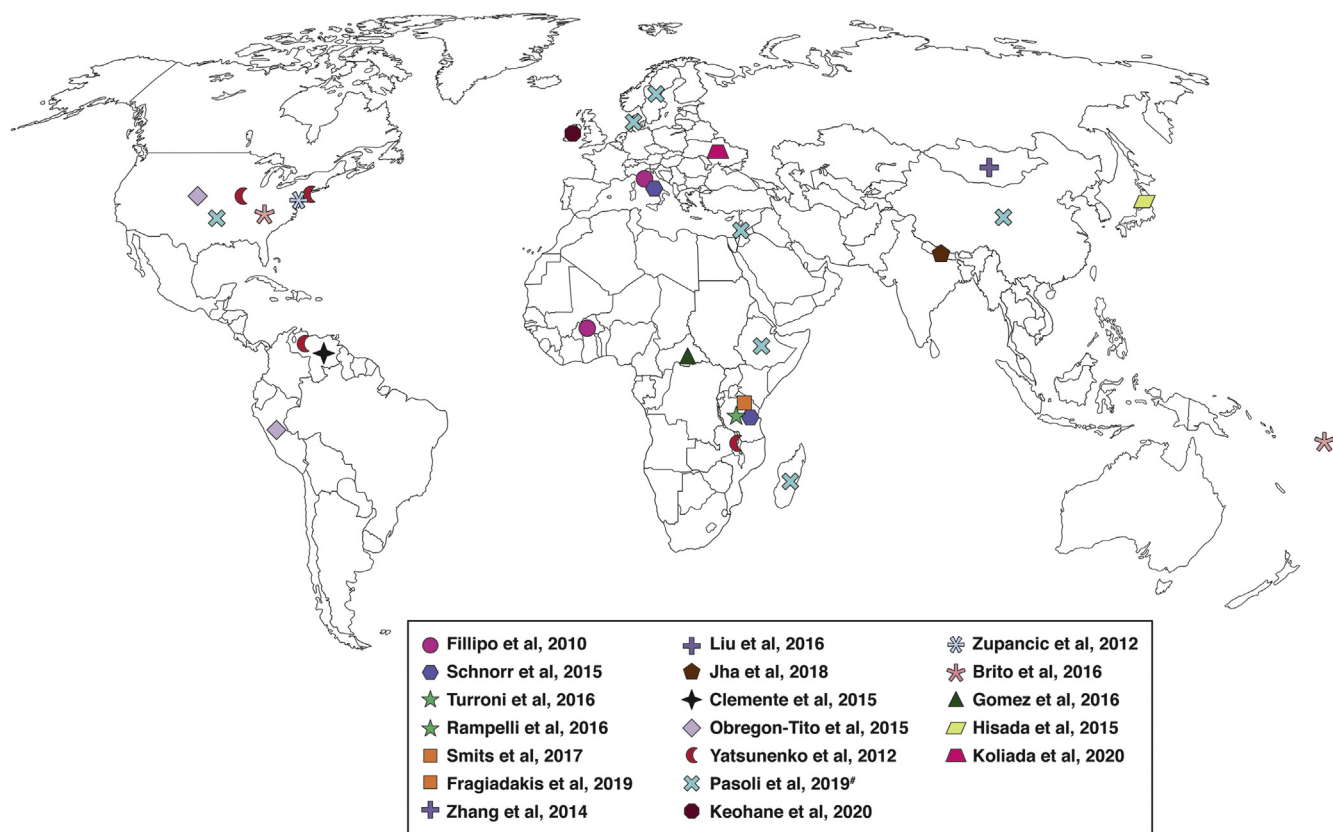 Fillipo et al, 2010
Schnorr et al, 2015
Turroni et al, 2016
Rampelli et al, 2016
Smits et al, 2017
Fragiadakis et al, 2019
Zhang et al, 2014
Liu et al, 2016
Jha et al, 2018
Clemente et al, 2015
Obregon-Tito et al, 2015
Yatsunenko et al, 2012
Pasoli et al, 2019#
Keohane et al, 2020
Zupancic et al, 2012
Brito et al, 2016
Gomez et al, 2016
Hisada et al, 2015
Koliada et al, 2020